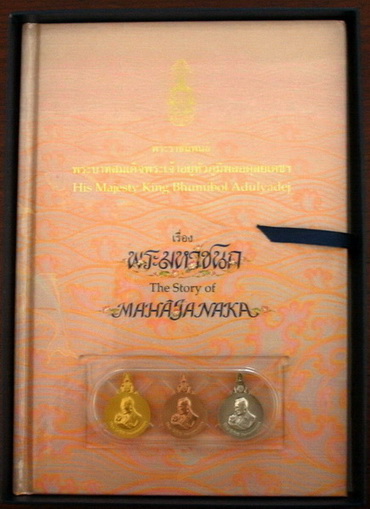 พระราชนิพนธ์
พระบาทสมเด็จพระเจ้าอยู่หัวภูมิพลอดุลยเดช
His Majesty King Bhumibol Adulyadej
เรื่อง
พระมหาชนก
The Story of
MAHĀJANAKA